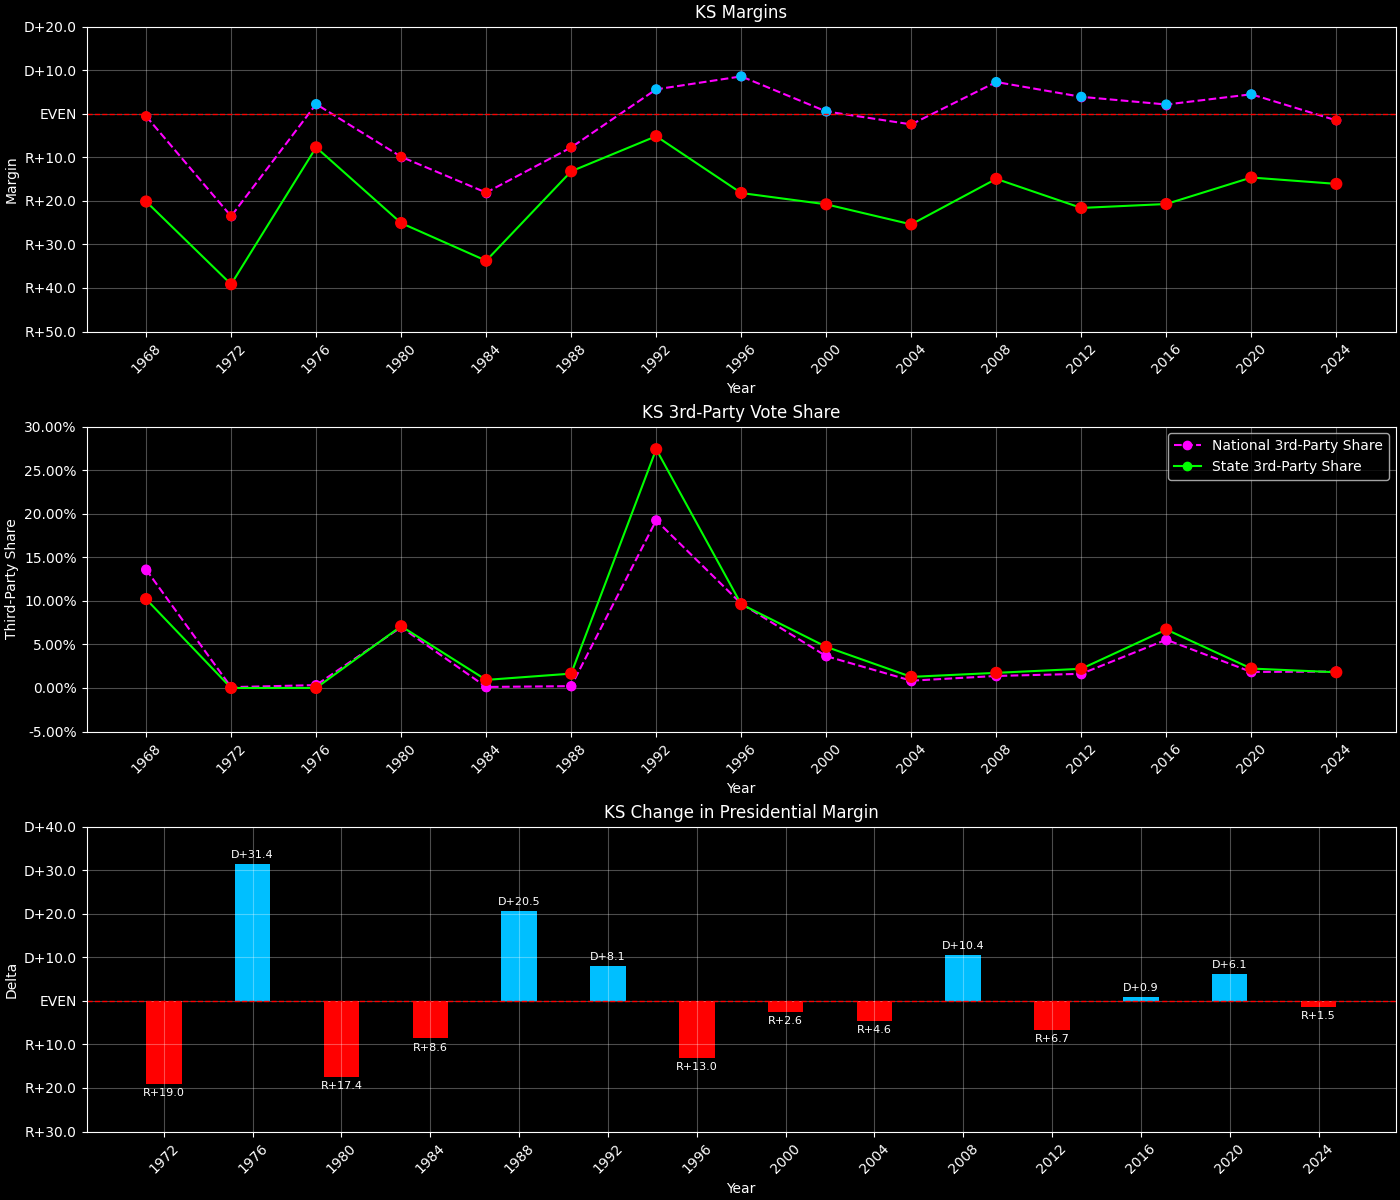 KS Margins
D+20.0
D+10.0
EVEN
R+10.0
R+20.0
R+30.0
R+40.0
R+50.0
Margin
1968 1972 1976 1980 1984 1988 1992 1996 2000 2004 2008 2012 2016 2020 2024
Year
KS 3rd-Party Vote Share
30.00%
25.00%
20.00%
15.00%
10.00%
5.00%
0.00%
-5.00%
Third-Party Share
National 3rd-Party Share
State 3rd-Party Share
1968 1972 1976 1980 1984 1988 1992 1996 2000 2004 2008 2012 2016 2020 2024
Year
KS Change in Presidential Margin
D+40.0
D+30.0
D+20.0
D+10.0
EVEN
R+10.0
R+20.0
R+30.0
Delta
R+19.0
D+31.4
R+17.4
R+8.6
D+20.5
D+8.1
R+13.0
R+2.6
R+4.6
D+10.4
R+6.7
D+0.9
D+6.1
R+1.5
1972 1976 1980 1984 1988 1992 1996 2000 2004 2008 2012 2016 2020 2024
Year